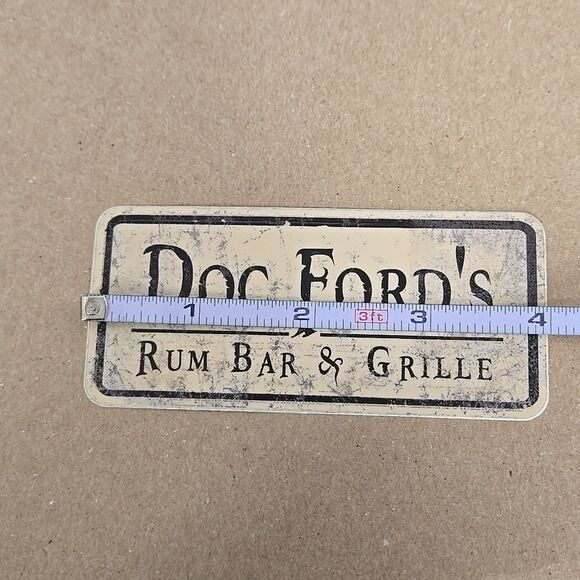 DOC FORD'S
1 2 3ft 3 4
RUM BAR & GRILLE